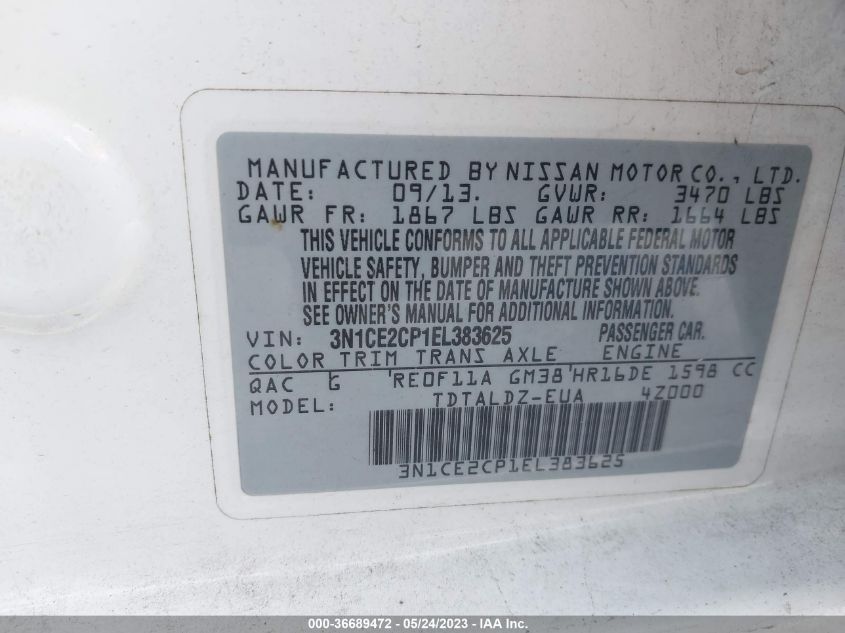 MANUFACTURED BY NISSAN MOTOR CO., LTD.
DATE: 09/13. GVWR: 3470 LBS
GAWR FR: 1867 LBS GAWR RR: 1664 LBS
THIS VEHICLE CONFORMS TO ALL APPLICABLE FEDERAL MOTOR
VEHICLE SAFETY, BUMPER AND THEFT PREVENTION STANDARDS
IN EFFECT ON THE DATE OF MANUFACTURE SHOWN ABOVE.
SEE OWNER'S MANUAL FOR ADDITIONAL INFORMATION.
VIN: 3N1CE2CP1EL383625 PASSENGER CAR.
COLOR TRIM TRANS AXLE ENGINE
QAC G RE0F11A GM38 HR16DE 1598 CC
MODEL: TDTALDZ-EUA 4Z000
3N1CE2CP1EL383625
000-36689472 - 05/24/2023 - IAAI Inc.